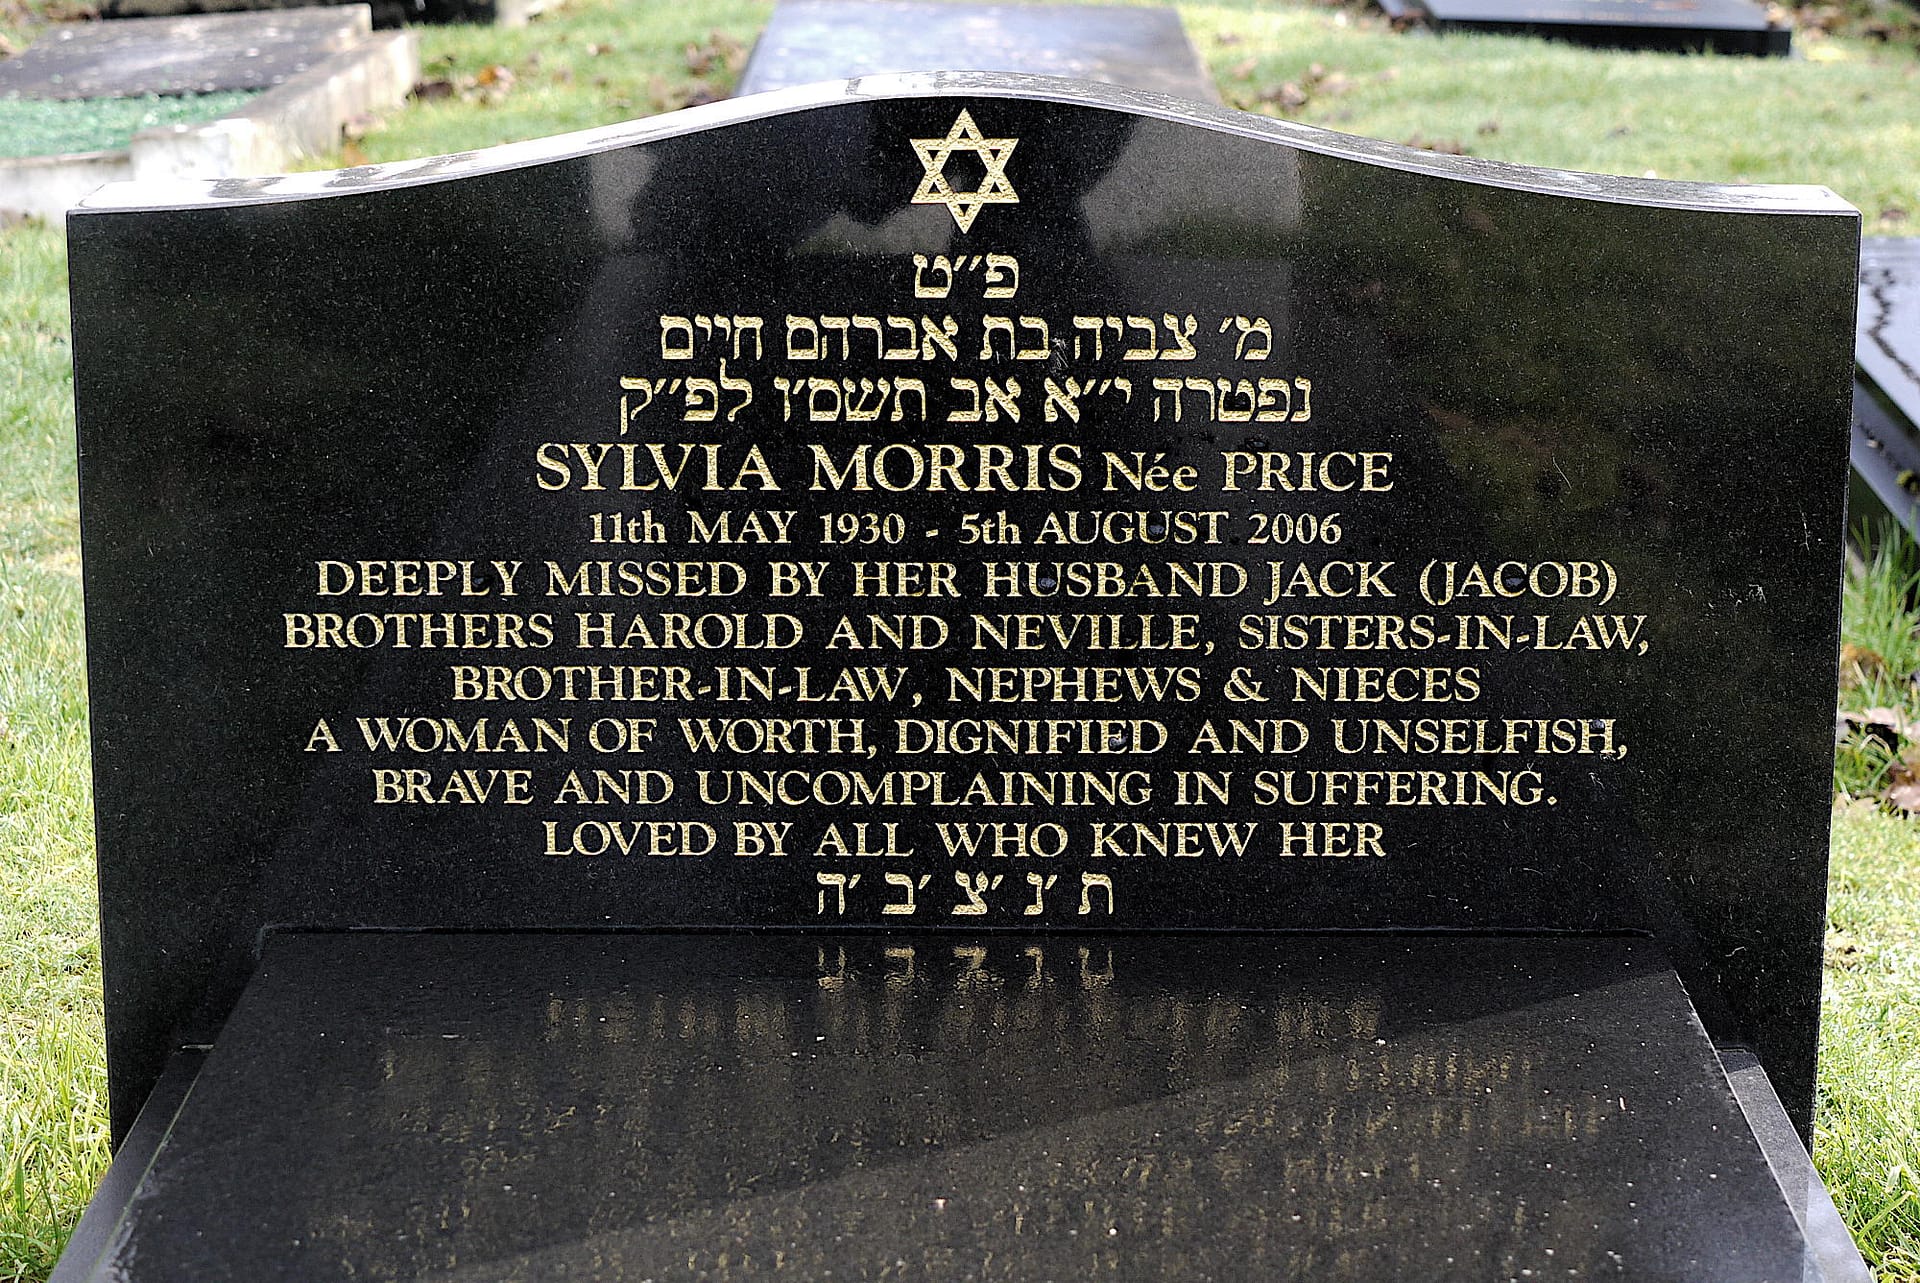 פ״ט
מ׳ צביה בת אברהם חיים
נפטרה י״א אב תשס׳ו לפ״ק
SYLVIA MORRIS Née PRICE
11th MAY 1930 - 5th AUGUST 2006
DEEPLY MISSED BY HER HUSBAND JACK (JACOB)
BROTHERS HAROLD AND NEVILLE, SISTERS-IN-LAW,
BROTHER-IN-LAW, NEPHEWS & NIECES
A WOMAN OF WORTH, DIGNIFIED AND UNSELFISH,
BRAVE AND UNCOMPLAINING IN SUFFERING.
LOVED BY ALL WHO KNEW HER
ת ׳נ ׳צ ׳ב ׳ה